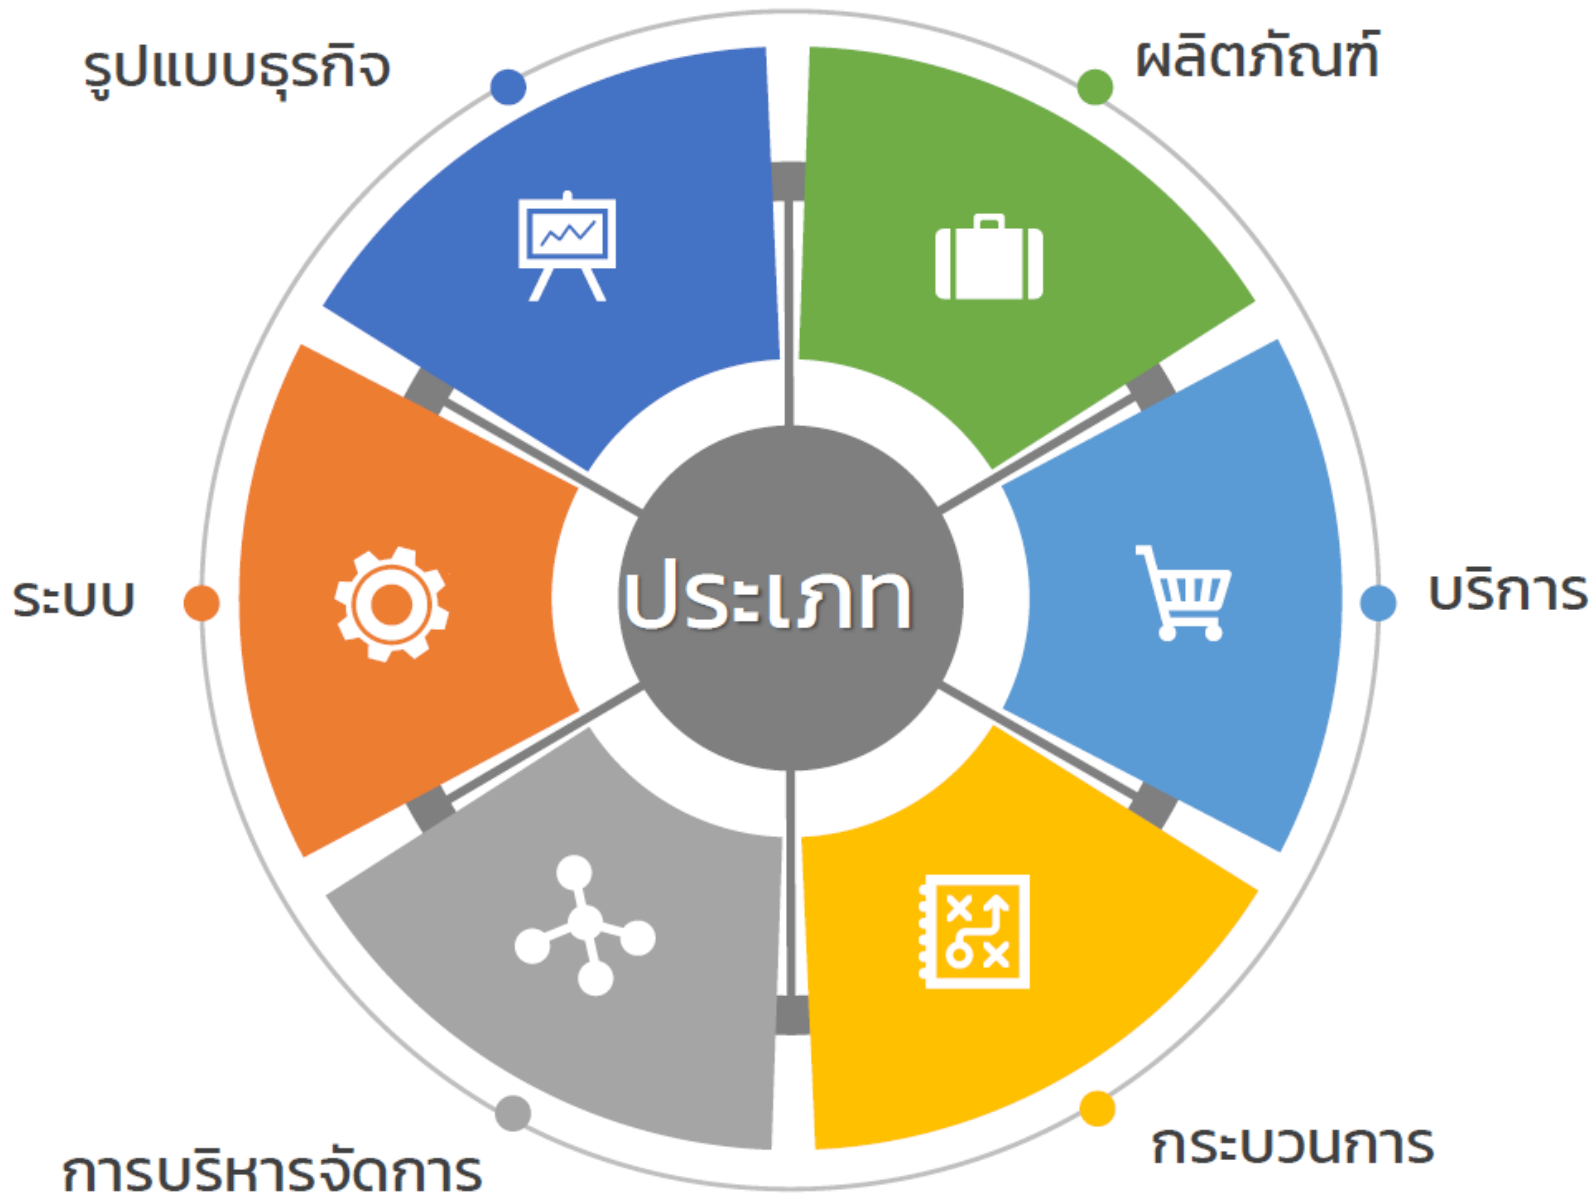 รูปแบบธุรกิจ
ผลิตภัณฑ์
ระบบ
ประเภท
บริการ
การบริหารจัดการ
กระบวนการ